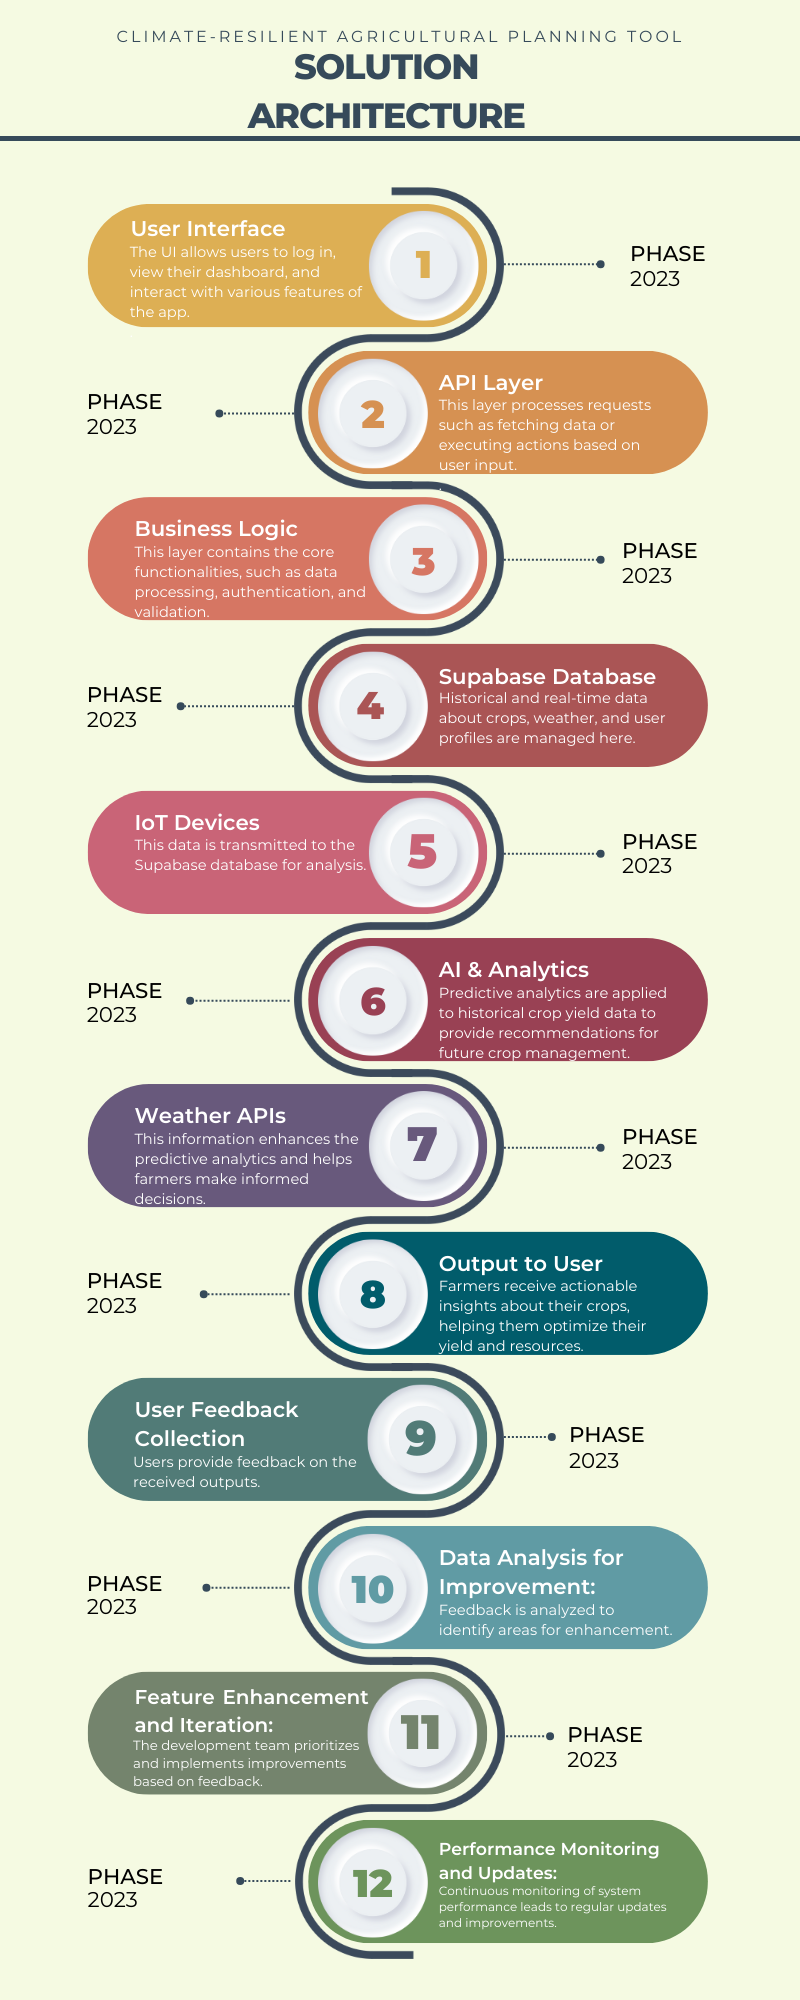 CLIMATE-RESILIENT AGRICULTURAL PLANNING TOOL
SOLUTION
ARCHITECTURE
User Interface
The UI allows users to log in,
view their dashboard, and
interact with various features of
the app.
1
PHASE
2023
PHASE
2023
2
API Layer
This layer processes requests
such as fetching data or
executing actions based on
user input.
Business Logic
This layer contains the core
functionalities, such as data
processing, authentication, and
validation.
3
PHASE
2023
PHASE
2023
4
Supabase Database
Historical and real-time data
about crops, weather, and user
profiles are managed here.
IoT Devices
This data is transmitted to the
Supabase database for analysis.
5
PHASE
2023
PHASE
2023
6
AI & Analytics
Predictive analytics are applied
to historical crop yield data to
provide recommendations for
future crop management.
Weather APIs
This information enhances the
predictive analytics and helps
farmers make informed
decisions.
7
PHASE
2023
PHASE
2023
8
Output to User
Farmers receive actionable
insights about their crops,
helping them optimize their
yield and resources.
User Feedback
Collection
Users provide feedback on the
received outputs.
9
PHASE
2023
PHASE
2023
10
Data Analysis for
Improvement:
Feedback is analyzed to
identify areas for enhancement.
Feature Enhancement
and Iteration:
The development team prioritizes
and implements improvements
based on feedback.
11
PHASE
2023
PHASE
2023
12
Performance Monitoring
and Updates:
Continuous monitoring of system
performance leads to regular updates
and improvements.